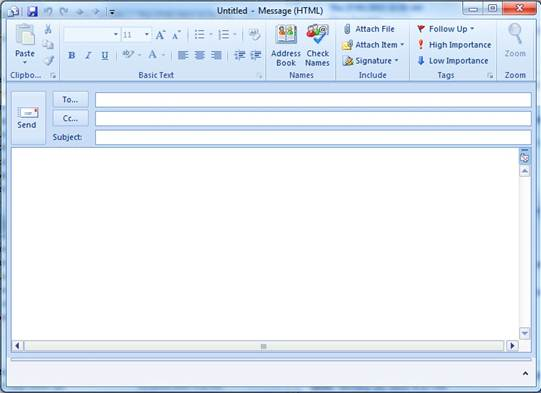 Untitled - Message (HTML)
Paste
11
B I U
Address Book
Check Names
Attach File
Attach Item
Signature
Follow Up
High Importance
Low Importance
Zoom
Clipbo...
Basic Text
Names
Include
Tags
Zoom
Send
To...
Cc...
Subject: